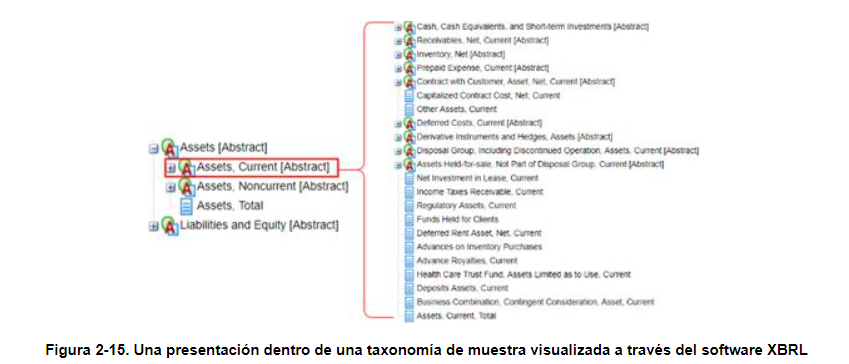 Assets [Abstract]
Assets, Current [Abstract]
Assets, Noncurrent [Abstract]
Assets, Total
Liabilities and Equity [Abstract]
Cash, Cash Equivalents, and Short-term Investments [Abstract]
Receivables, Net, Current [Abstract]
Inventory, Net [Abstract]
Prepaid Expense, Current [Abstract]
Contract with Customer, Asset, Net, Current [Abstract]
Capitalized Contract Cost, Net, Current
Other Assets, Current
Deferred Costs, Current [Abstract]
Derivative Instruments and Hedges, Assets [Abstract]
Disposal Group, Including Discontinued Operation, Assets, Current [Abstract]
Assets Held-for-sale, Not Part of Disposal Group, Current [Abstract]
Net Investment in Lease, Current
Income Taxes Receivable, Current
Regulatory Assets, Current
Funds Held for Clients
Deferred Rent Asset, Net, Current
Advances on Inventory Purchases
Advance Royalties, Current
Health Care Trust Fund, Assets Limited as to Use, Current
Deposits Assets, Current
Business Combination, Contingent Consideration, Asset, Current
Assets, Current, Total
Figura 2-15. Una presentación dentro de una taxonomía de muestra visualizada a través del software XBRL